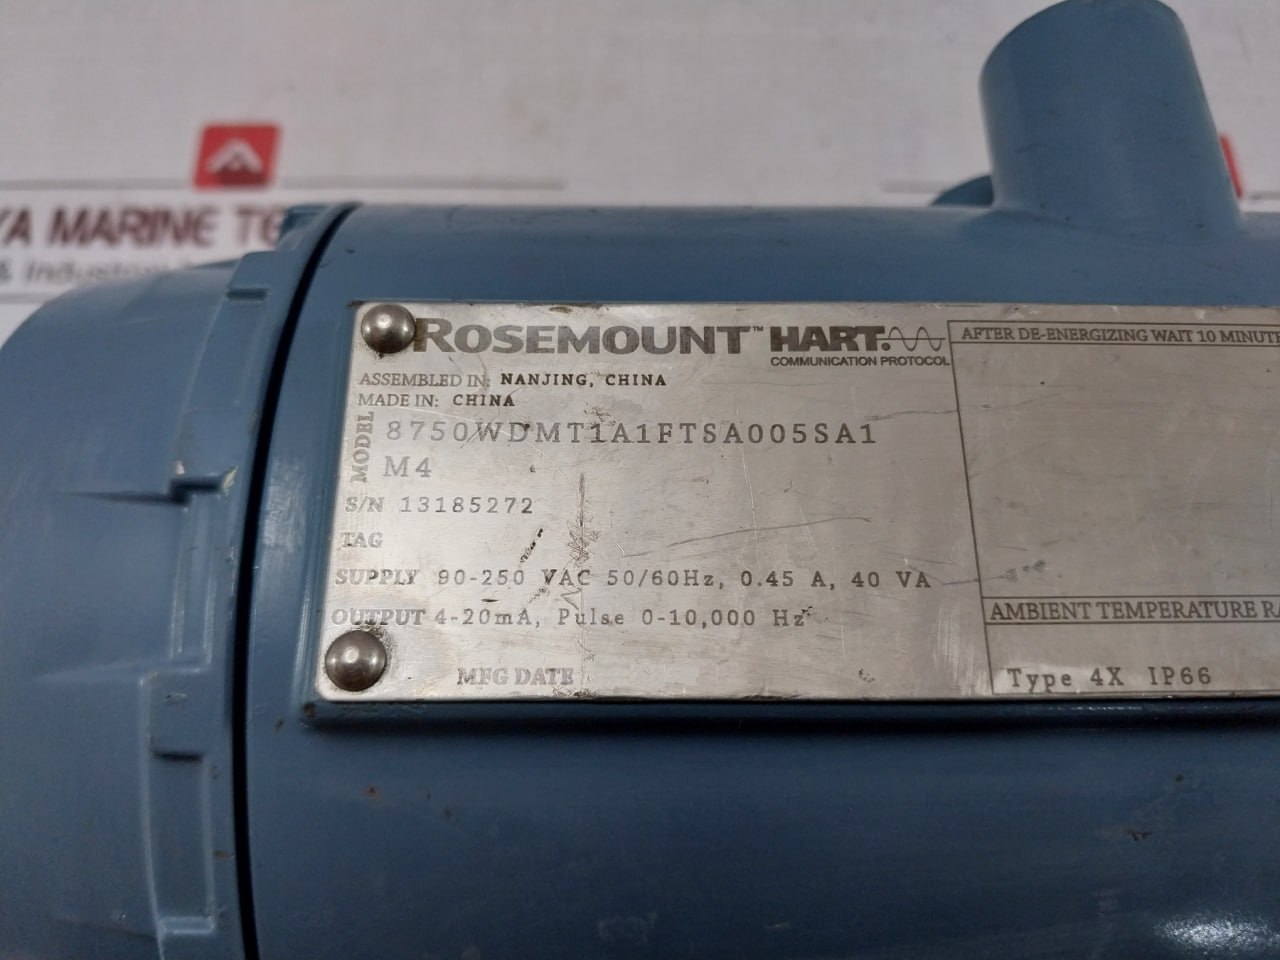 YA MARINE TE
& Industri
ROSEMOUNT™ HART
COMMUNICATION PROTOCOL
ASSEMBLED IN: NANJING, CHINA
MADE IN: CHINA
MODEL 8750WDMT1A1FTSA005SA1
M4
S/N 13185272
TAG
SUPPLY 90-250 VAC 50/60Hz, 0.45 A, 40 VA
OUTPUT 4-20mA, Pulse 0-10,000 Hz
MFG DATE
AFTER DE-ENERGIZING WAIT 10 MINUTE
AMBIENT TEMPERATURE RA
Type 4X IP66